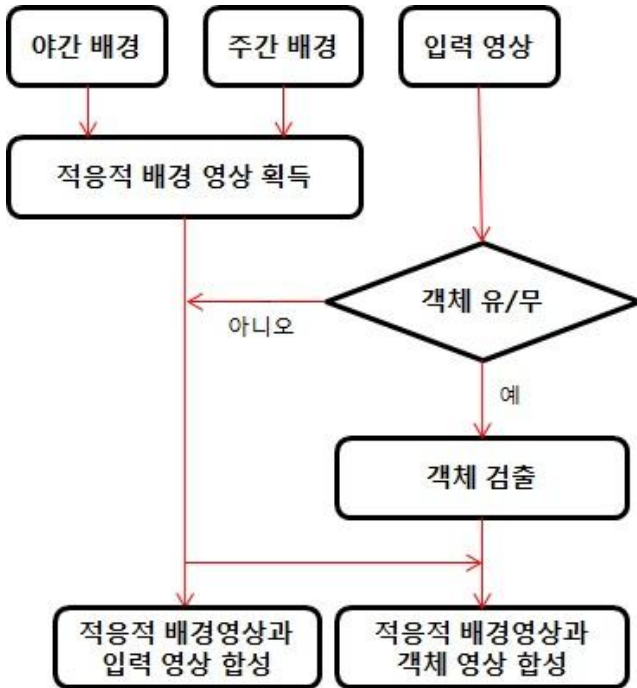 야간 배경
주간 배경
입력 영상
적응적 배경 영상 획득
객체 유/무
아니오
예
객체 검출
적응적 배경영상과
입력 영상 합성
적응적 배경영상과
객체 영상 합성